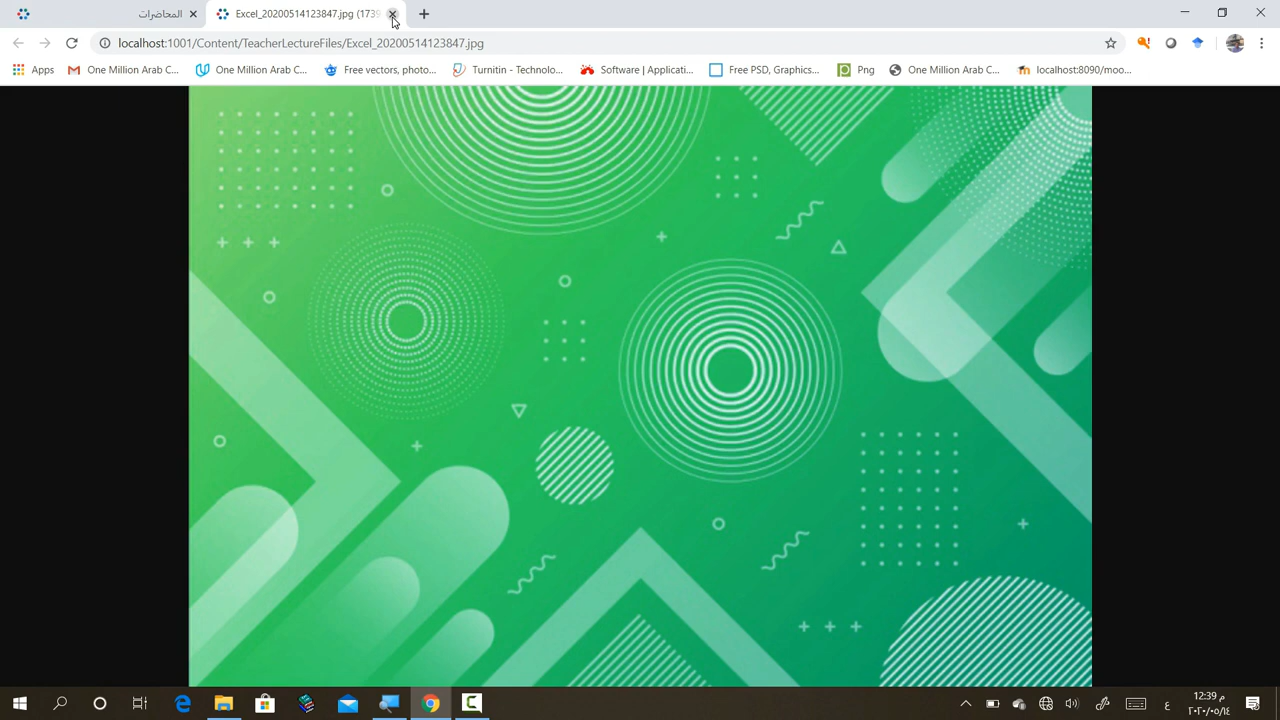 المحاضرات
Excel_20200514123847.jpg (1739
localhost:1001/Content/TeacherLectureFiles/Excel_20200514123847.jpg
Apps
One Million Arab C...
One Million Arab C...
Free vectors, photo...
Turnitin - Technolo...
Software | Applicati...
Free PSD, Graphics...
Png
One Million Arab C...
localhost:8090/moo...
ع
12:39 م
٢٠٢٠/٠٥/١٤